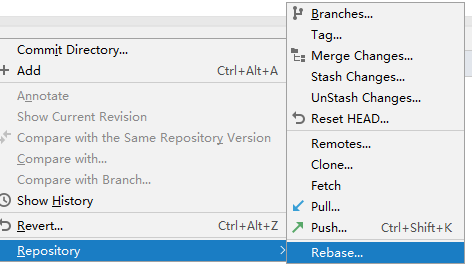 Commit Directory...
Add Ctrl+Alt+A
Annotate
Show Current Revision
Compare with the Same Repository Version
Compare with...
Compare with Branch...
Show History
Revert... Ctrl+Alt+Z
Repository
Branches...
Tag...
Merge Changes...
Stash Changes...
UnStash Changes...
Reset HEAD...
Remotes...
Clone...
Fetch
Pull...
Push... Ctrl+Shift+K
Rebase...